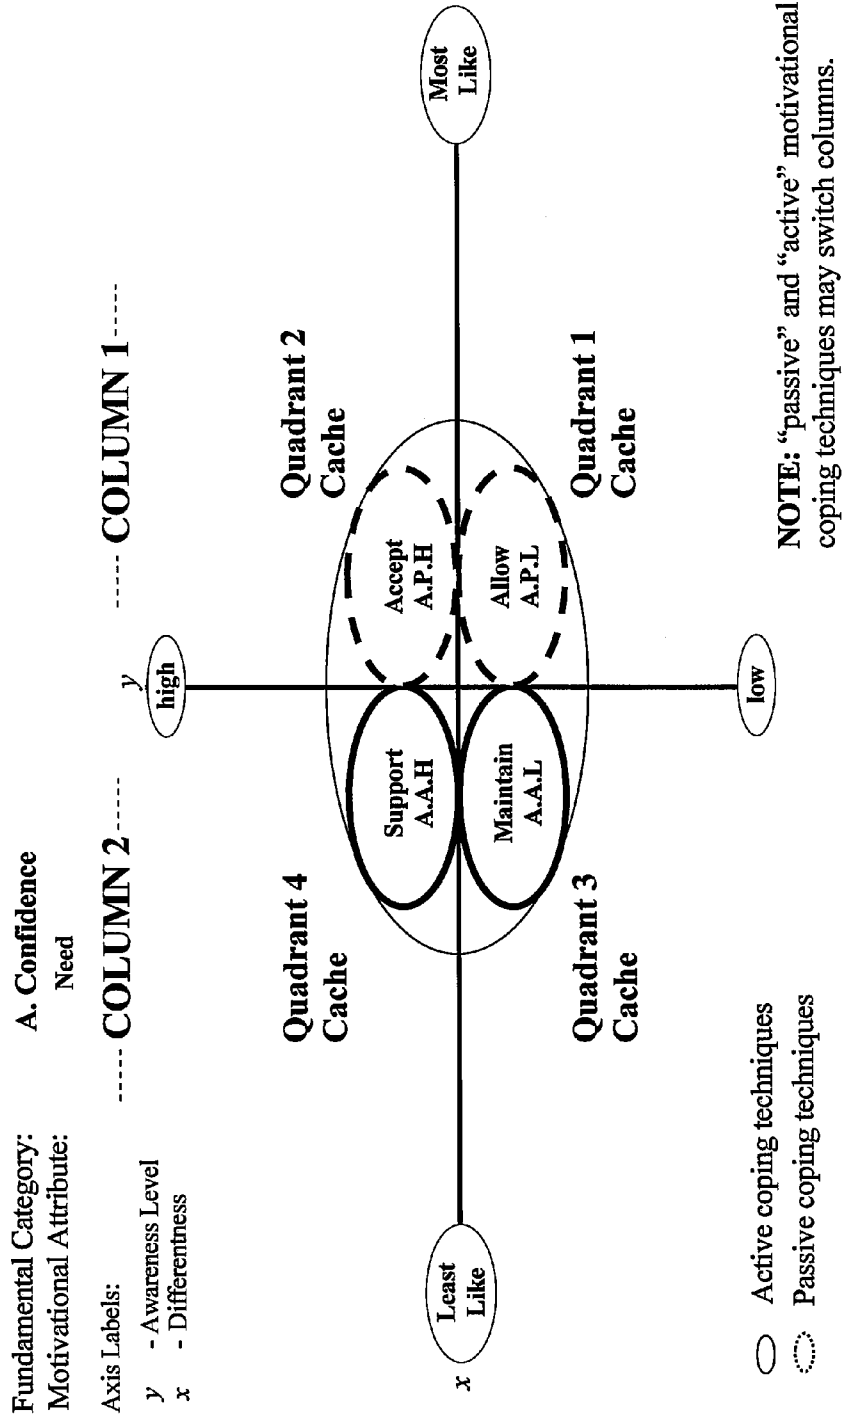 Fundamental Category: A. Confidence
Motivational Attribute: Need
Axis Labels:
y - Awareness Level
x - Differentness
----- COLUMN 2 -----
----- COLUMN 1 -----
y
high
Quadrant 4
Cache
Quadrant 2
Cache
Support
A.A.H
Accept
A.P.H
x
Least
Like
Most
Like
Maintain
A.A.L
Allow
A.P.L
Quadrant 3
Cache
Quadrant 1
Cache
low
Active coping techniques
Passive coping techniques
NOTE: “passive” and “active” motivational
coping techniques may switch columns.